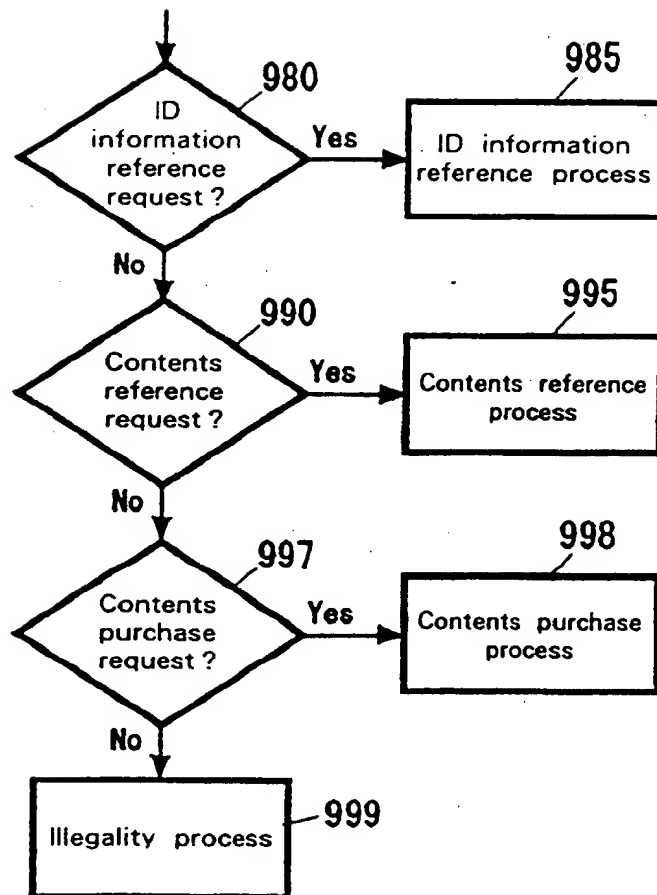 980
ID
information
reference
request ?
Yes
985
ID information
reference process
No
990
Contents
reference
request ?
Yes
995
Contents reference
process
No
997
Contents
purchase
request ?
Yes
998
Contents purchase
process
No
Illegality process
999